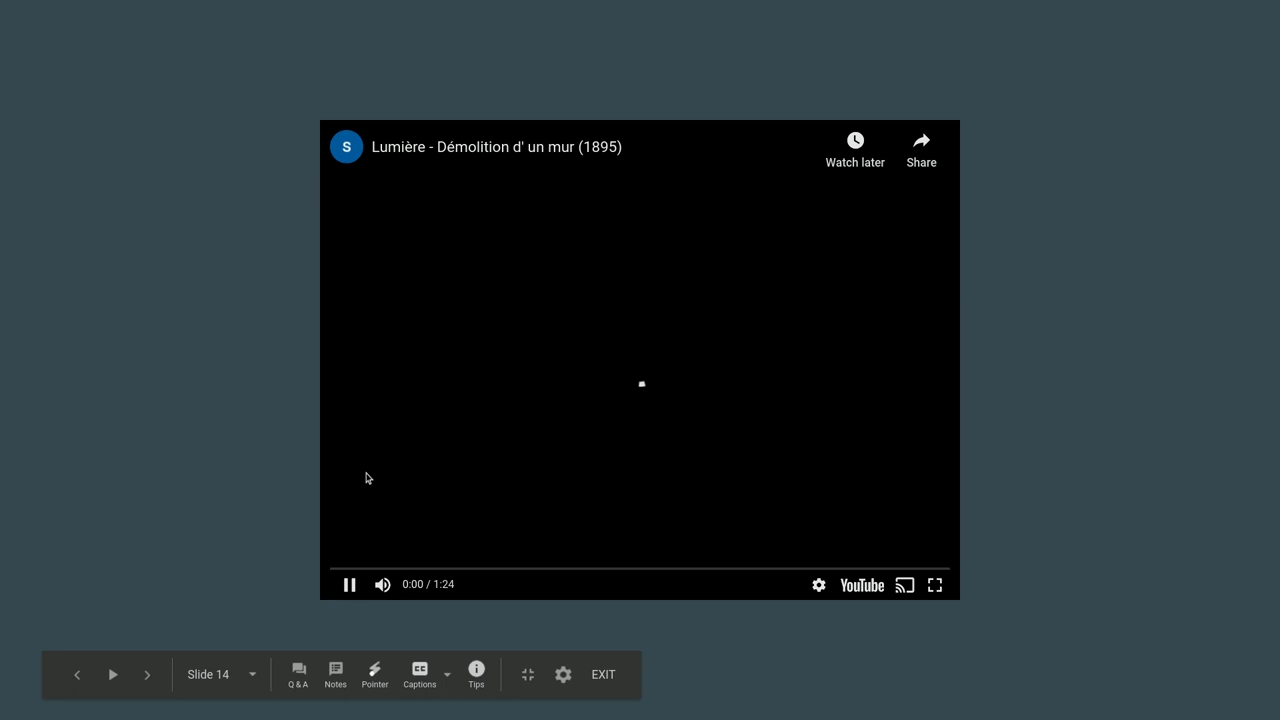 S
Lumière - Démolition d' un mur (1895)
Watch later
Share
0:00 / 1:24
YouTube
Slide 14
Q & A
Notes
Pointer
CC
Captions
Tips
EXIT